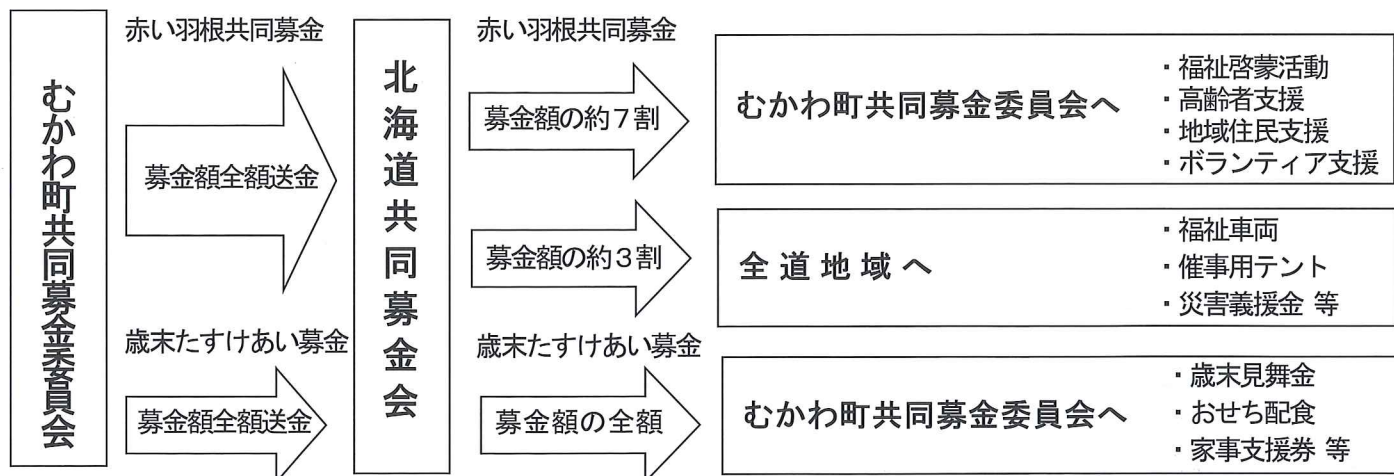 むかわ町共同募金委員会
赤い羽根共同募金
募金額全額送金
歳末たすけあい募金
募金額全額送金
北海道共同募金会
赤い羽根共同募金
募金額の約７割
むかわ町共同募金委員会へ
・福祉啓蒙活動
・高齢者支援
・地域住民支援
・ボランティア支援
募金額の約３割
全道地域へ
・福祉車両
・催事用テント
・災害義援金 等
歳末たすけあい募金
募金額の全額
むかわ町共同募金委員会へ
・歳末見舞金
・おせち配食
・家事支援券 等